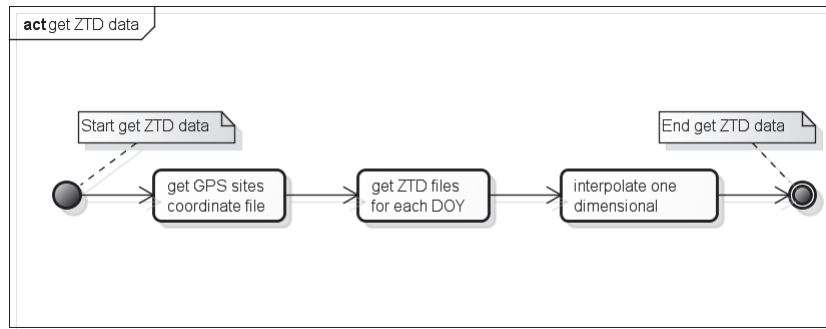 act get ZTD data
Start get ZTD data
End get ZTD data
get GPS sites
coordinate file
get ZTD files
for each DOY
interpolate one
dimensional